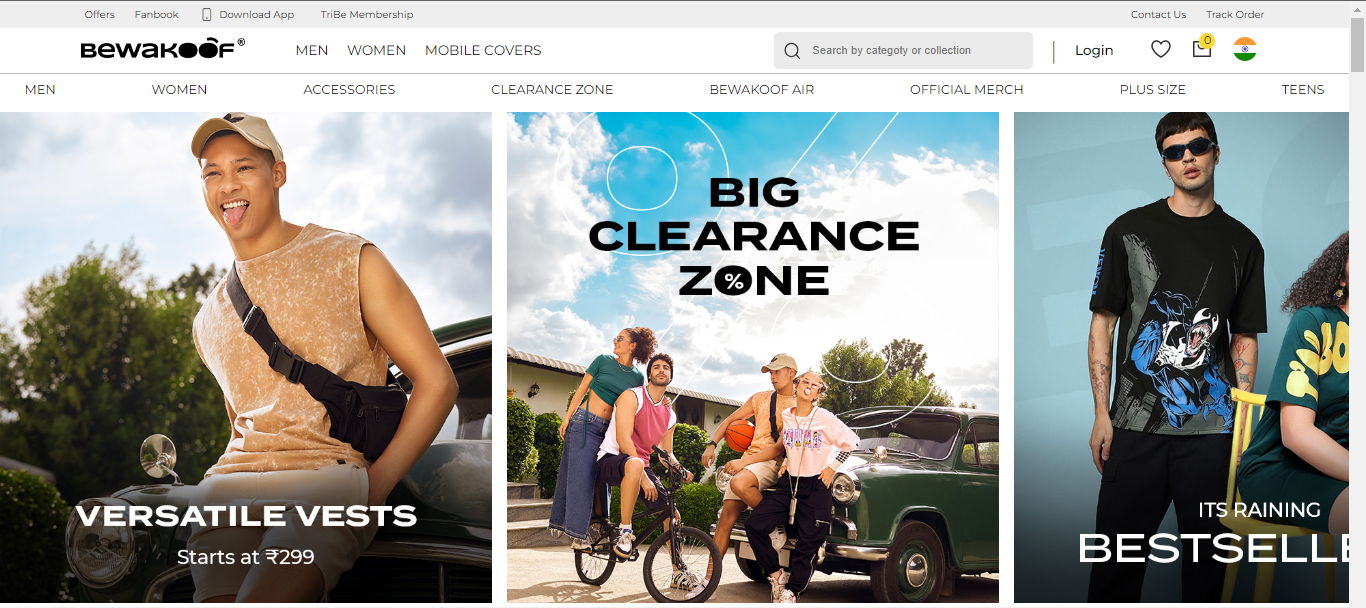 Offers Fanbook Download App TriBe Membership Contact Us Track Order
BEWAKOOF® MEN WOMEN MOBILE COVERS Search by categoty or collection Login 0
MEN WOMEN ACCESSORIES CLEARANCE ZONE BEWAKOOF AIR OFFICIAL MERCH PLUS SIZE TEENS
BIG
CLEARANCE
ZONE
%
VERSATILE VESTS
Starts at ₹299
ITS RAINING
BESTSELLE